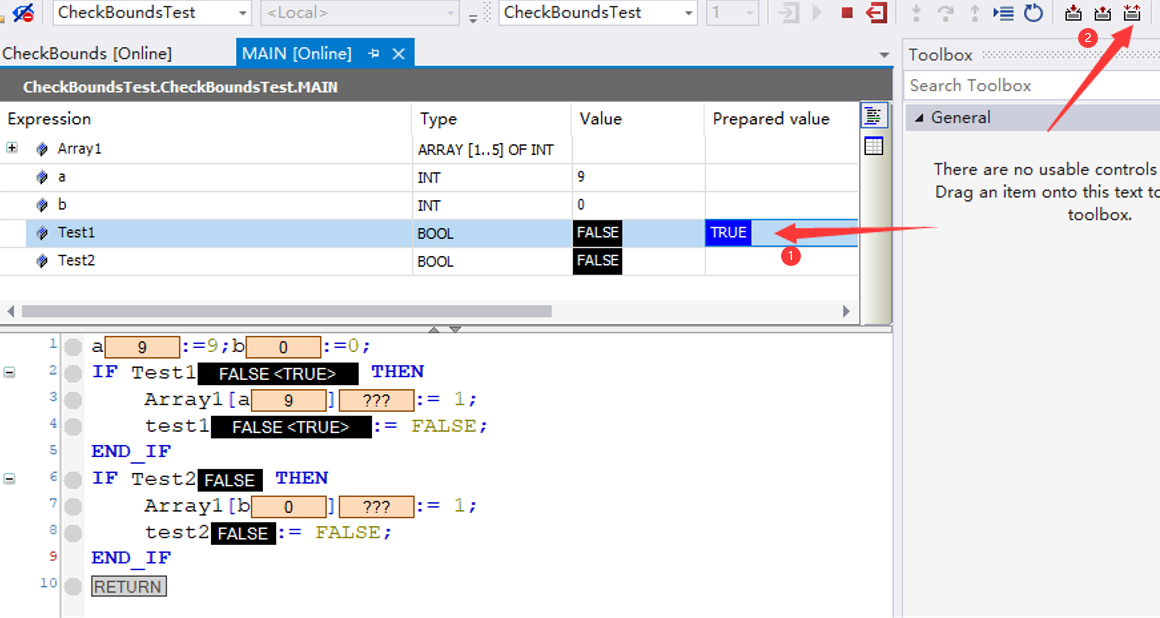 CheckBoundsTest <Local> CheckBoundsTest 1
CheckBounds [Online] MAIN [Online]
2
Toolbox
CheckBoundsTest.CheckBoundsTest.MAIN
Search Toolbox
Expression Type Value Prepared value
General
Array1 ARRAY [1..5] OF INT
a INT 9
b INT 0
Test1 BOOL FALSE TRUE
Test2 BOOL FALSE
1
There are no usable controls
Drag an item onto this text to
toolbox.
1 a 9 :=9;b 0 :=0;
2 IF Test1 FALSE <TRUE> THEN
3 Array1[a 9 ] ??? := 1;
4 test1 FALSE <TRUE> := FALSE;
5 END_IF
6 IF Test2 FALSE THEN
7 Array1[b 0 ] ??? := 1;
8 test2 FALSE := FALSE;
9 END_IF
10 RETURN